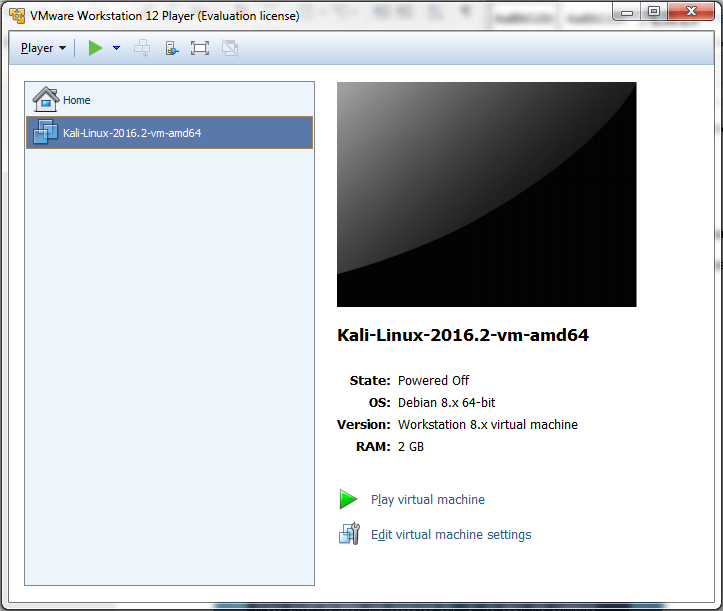 VMware Workstation 12 Player (Evaluation license)
Player
Home
Kali-Linux-2016.2-vm-amd64
Kali-Linux-2016.2-vm-amd64
State: Powered Off
OS: Debian 8.x 64-bit
Version: Workstation 8.x virtual machine
RAM: 2 GB
Play virtual machine
Edit virtual machine settings